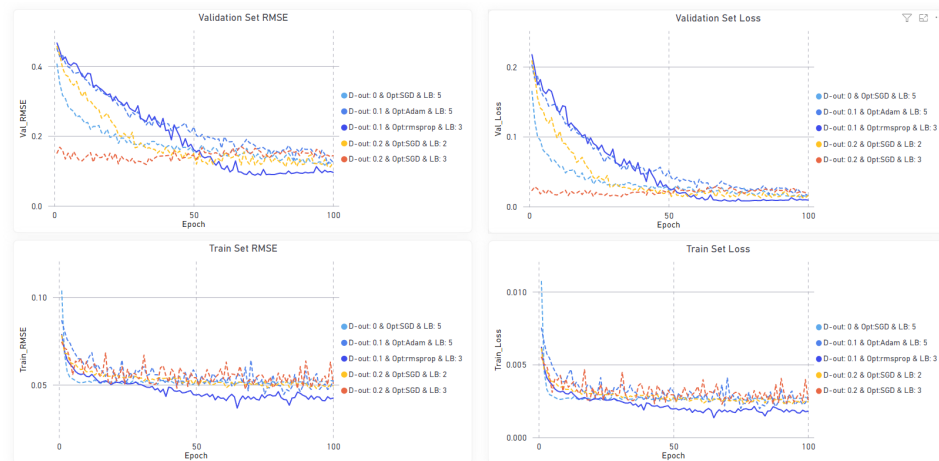 Validation Set RMSE
Val_RMSE
0.4
0.2
0.0
0
50
100
Epoch
D-out: 0 & Opt:SGD & LB: 5
D-out: 0.1 & Opt:Adam & LB: 5
D-out: 0.1 & Opt:rmsprop & LB: 3
D-out: 0.2 & Opt:SGD & LB: 2
D-out: 0.2 & Opt:SGD & LB: 3
Validation Set Loss
Val_Loss
0.2
0.1
0.0
0
50
100
Epoch
D-out: 0 & Opt:SGD & LB: 5
D-out: 0.1 & Opt:Adam & LB: 5
D-out: 0.1 & Opt:rmsprop & LB: 3
D-out: 0.2 & Opt:SGD & LB: 2
D-out: 0.2 & Opt:SGD & LB: 3
Train Set RMSE
Train_RMSE
0.10
0.05
0
50
100
Epoch
D-out: 0 & Opt:SGD & LB: 5
D-out: 0.1 & Opt:Adam & LB: 5
D-out: 0.1 & Opt:rmsprop & LB: 3
D-out: 0.2 & Opt:SGD & LB: 2
D-out: 0.2 & Opt:SGD & LB: 3
Train Set Loss
Train_Loss
0.010
0.005
0.000
0
50
100
Epoch
D-out: 0 & Opt:SGD & LB: 5
D-out: 0.1 & Opt:Adam & LB: 5
D-out: 0.1 & Opt:rmsprop & LB: 3
D-out: 0.2 & Opt:SGD & LB: 2
D-out: 0.2 & Opt:SGD & LB: 3